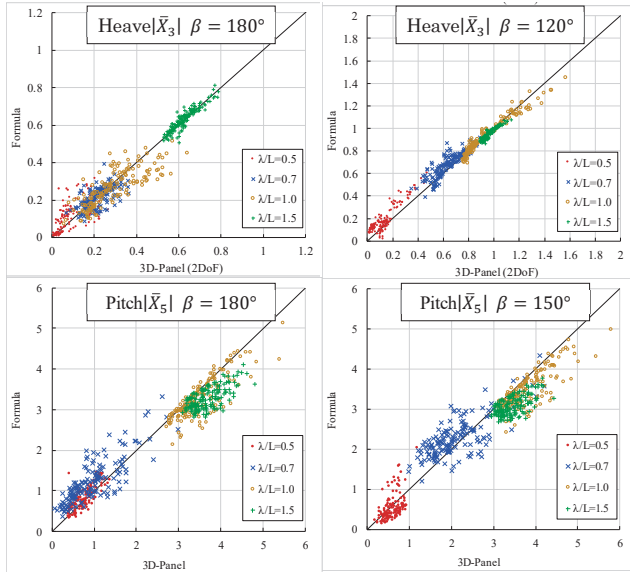 Heave|X̄₃| β = 180°
Formula
1.2
1
0.8
0.6
0.4
0.2
0
0
0.2
0.4
0.6
0.8
1
1.2
λ/L=0.5
λ/L=0.7
λ/L=1.0
λ/L=1.5
3D-Panel (2DoF)
Heave|X̄₃| β = 120°
Formula
2
1.8
1.6
1.4
1.2
1
0.8
0.6
0.4
0.2
0
0
0.2
0.4
0.6
0.8
1
1.2
1.4
1.6
1.8
2
λ/L=0.5
λ/L=0.7
λ/L=1.0
λ/L=1.5
3D-Panel (2DoF)
Pitch|X̄₅| β = 180°
Formula
6
5
4
3
2
1
0
0
1
2
3
4
5
6
λ/L=0.5
λ/L=0.7
λ/L=1.0
λ/L=1.5
3D-Panel
Pitch|X̄₅| β = 150°
Formula
6
5
4
3
2
1
0
0
1
2
3
4
5
6
λ/L=0.5
λ/L=0.7
λ/L=1.0
λ/L=1.5
3D-Panel